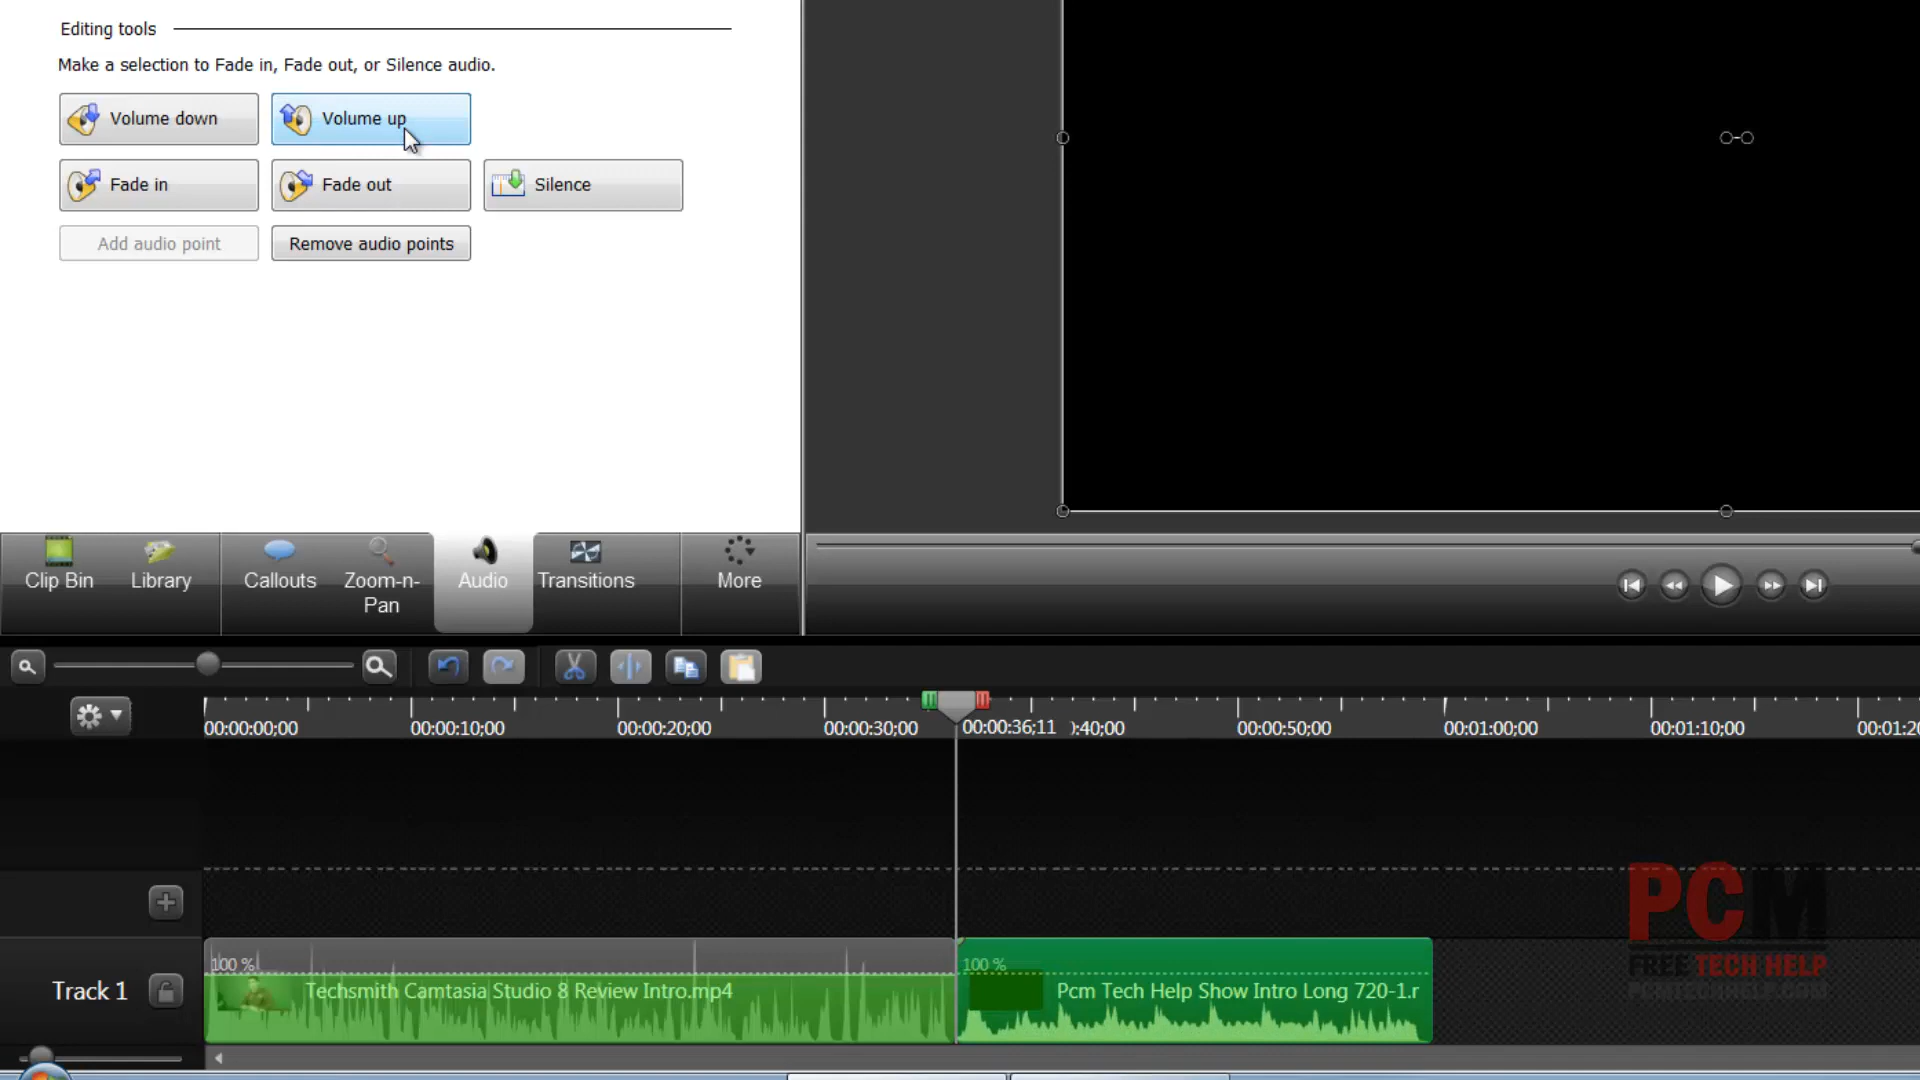 Editing tools
Make a selection to Fade in, Fade out, or Silence audio.
Volume down
Volume up
Fade in
Fade out
Silence
Add audio point
Remove audio points
Clip Bin
Library
Callouts
Zoom-n-
Pan
Audio
Transitions
More
00:00:00;00
00:00:10;00
00:00:20;00
00:00:30;00
00:00:36;11
):40;00
00:00:50;00
00:01:00;00
00:01:10;00
00:01:20
Track 1
100 %
Techsmith Camtasia Studio 8 Review Intro.mp4
100 %
Pcm Tech Help Show Intro Long 720-1.r
PCM
FREE TECH HELP
PCMTECHHELP.COM